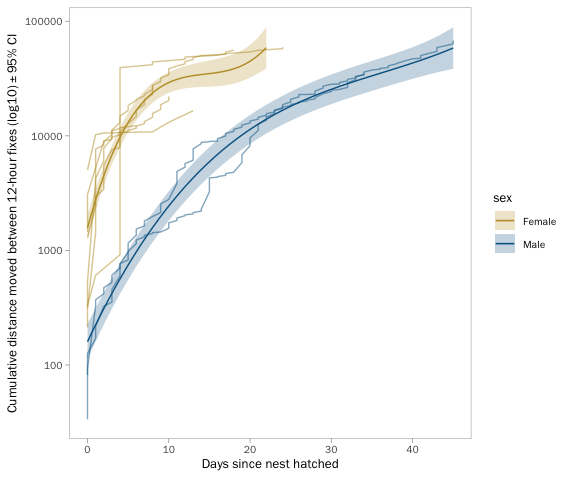 Cumulative distance moved between 12-hour fixes (log10) ± 95% CI
100000
10000
1000
100
0
10
20
30
40
Days since nest hatched
sex
Female
Male